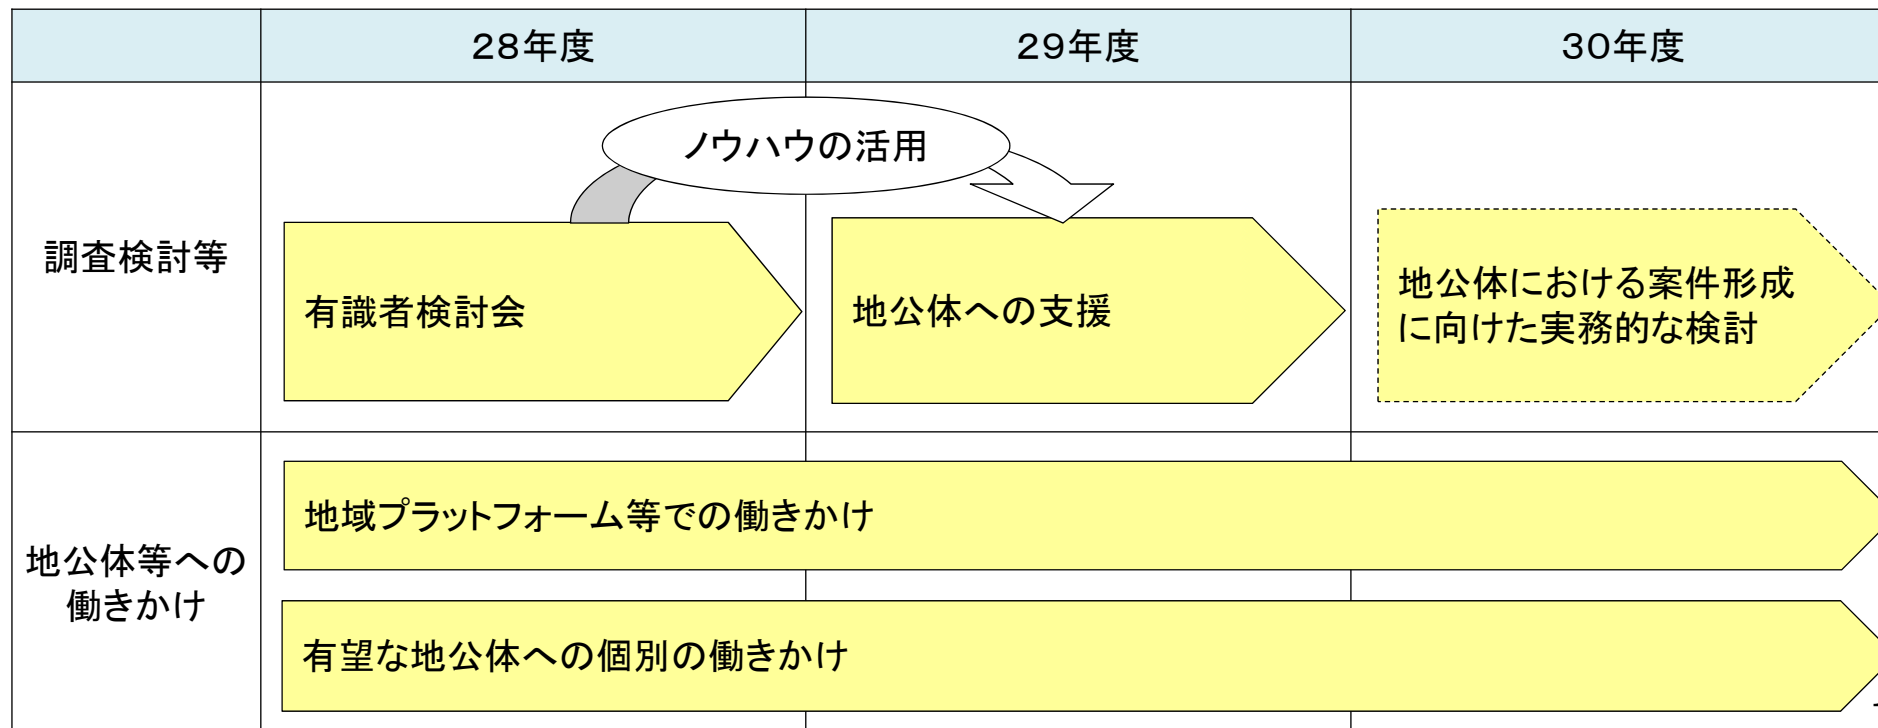 28年度
29年度
30年度
ノウハウの活用
調査検討等
有識者検討会
地公体への支援
地公体における案件形成
に向けた実務的な検討
地公体等への
働きかけ
地域プラットフォーム等での働きかけ
有望な地公体への個別の働きかけ